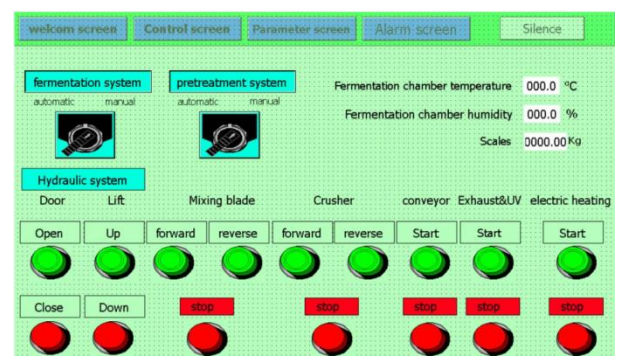 welcom screen Control screen Parameter screen Alarm screen Silence
fermentation system pretreatment system
automatic manual automatic manual
Fermentation chamber temperature 000.0 °C
Fermentation chamber humidity 000.0 %
Scales 0000.00 Kg
Hydraulic system
Door Lift Mixing blade Crusher conveyor Exhaust&UV electric heating
Open Up forward reverse forward reverse Start Start Start
Close Down stop stop stop stop stop